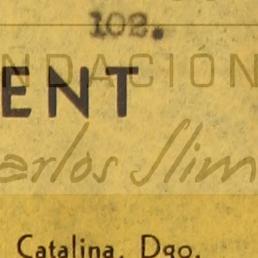 102.
NDACIÓN
ENT
arlos Slim
Catalina, Dgo.